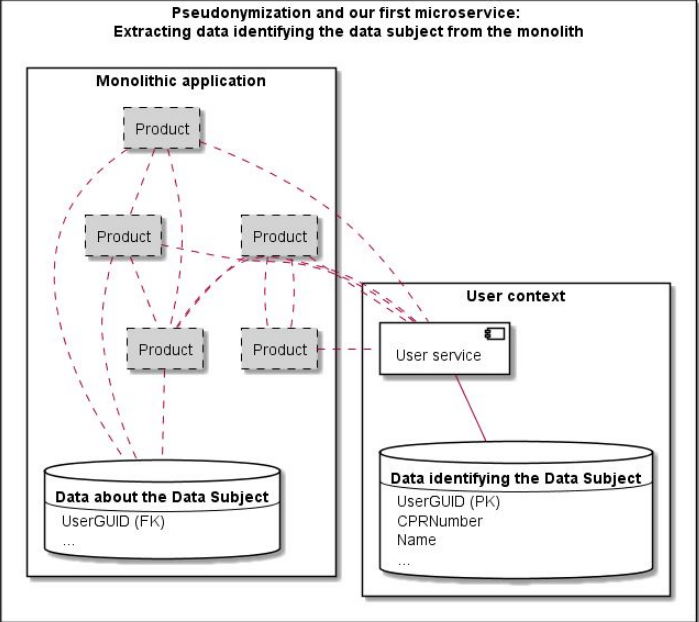 Pseudonymization and our first microservice:
Extracting data identifying the data subject from the monolith
Monolithic application
Product
Product
Product
Product
Product
Data about the Data Subject
UserGUID (FK)
...
User context
User service
Data identifying the Data Subject
UserGUID (PK)
CPRNumber
Name
...